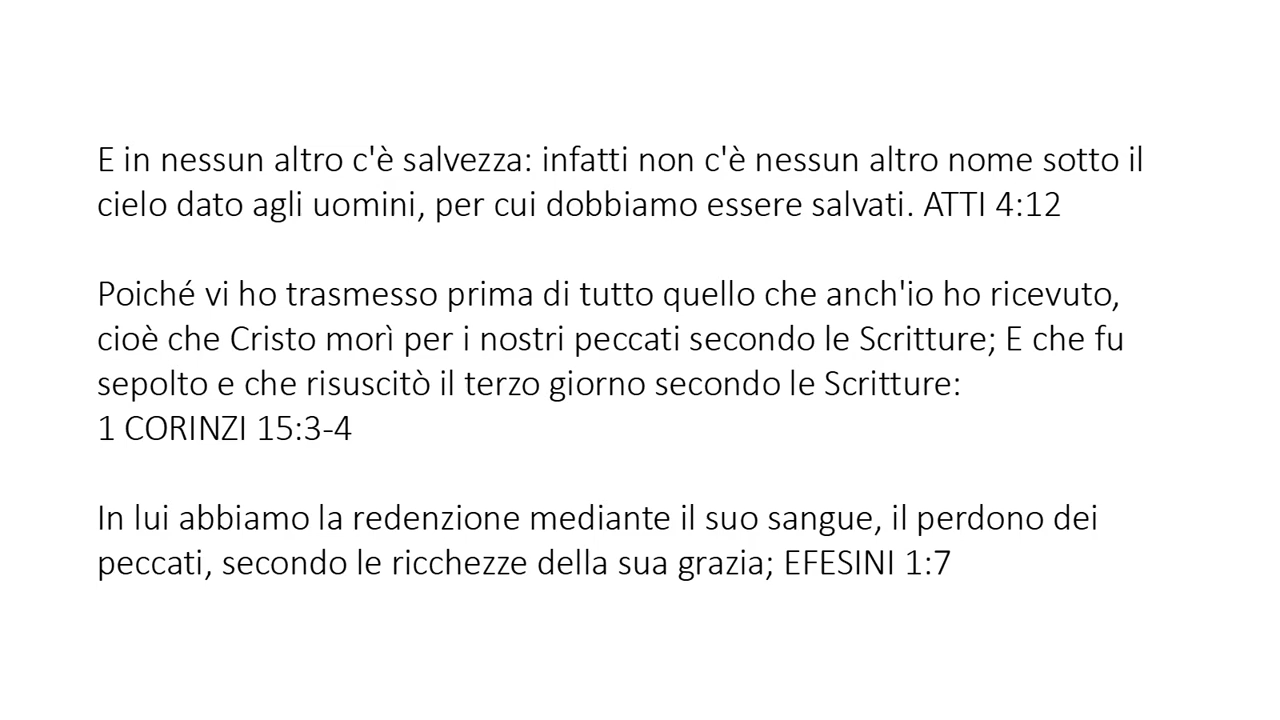 E in nessun altro c'è salvezza: infatti non c'è nessun altro nome sotto il
cielo dato agli uomini, per cui dobbiamo essere salvati. ATTI 4:12
Poiché vi ho trasmesso prima di tutto quello che anch'io ho ricevuto,
cioè che Cristo morì per i nostri peccati secondo le Scritture; E che fu
sepolto e che risuscitò il terzo giorno secondo le Scritture:
1 CORINZI 15:3-4
In lui abbiamo la redenzione mediante il suo sangue, il perdono dei
peccati, secondo le ricchezze della sua grazia; EFESINI 1:7